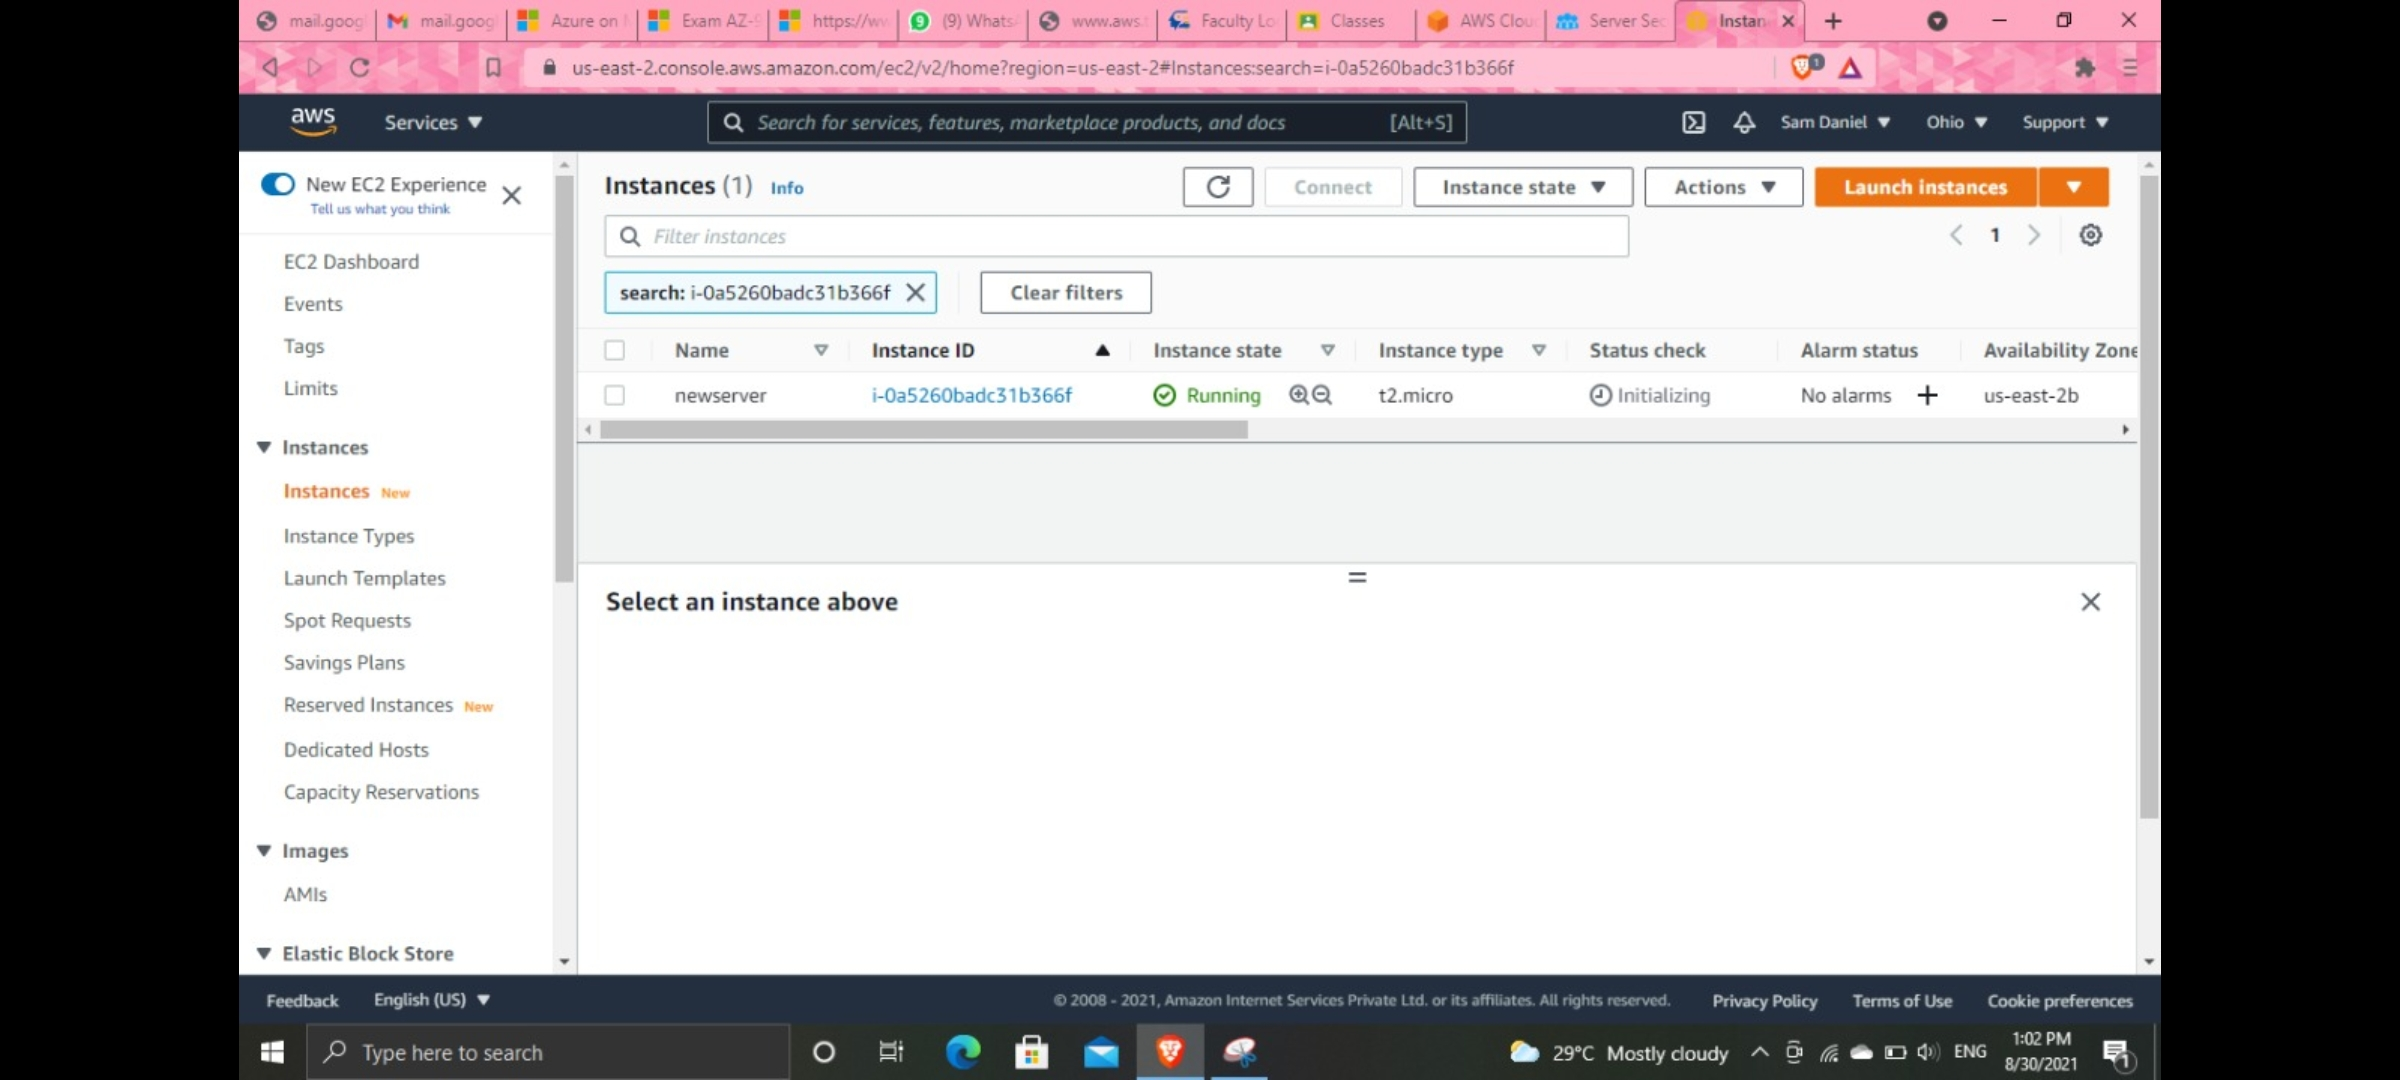 mail.goog
mail.goog
Azure on
Exam AZ-9
https://ww
9 (9) Whats
www.aws.
Faculty Lo
Classes
AWS Clou
Server Sec
Instan
us-east-2.console.aws.amazon.com/ec2/v2/home?region=us-east-2#Instances:search=i-0a5260badc31b366f
1
aws
Services
Search for services, features, marketplace products, and docs [Alt+S]
Sam Daniel
Ohio
Support
New EC2 Experience
Tell us what you think
EC2 Dashboard
Events
Tags
Limits
Instances
Instances New
Instance Types
Launch Templates
Spot Requests
Savings Plans
Reserved Instances New
Dedicated Hosts
Capacity Reservations
Images
AMIs
Elastic Block Store
Instances (1) Info
Connect
Instance state
Actions
Launch instances
Filter instances
1
search: i-0a5260badc31b366f
Clear filters
Name Instance ID Instance state Instance type Status check Alarm status Availability Zone
newserver i-0a5260badc31b366f Running t2.micro Initializing No alarms + us-east-2b
Select an instance above
Feedback English (US) © 2008 - 2021, Amazon Internet Services Private Ltd. or its affiliates. All rights reserved. Privacy Policy Terms of Use Cookie preferences
Type here to search
29°C Mostly cloudy
ENG
1:02 PM
8/30/2021
1